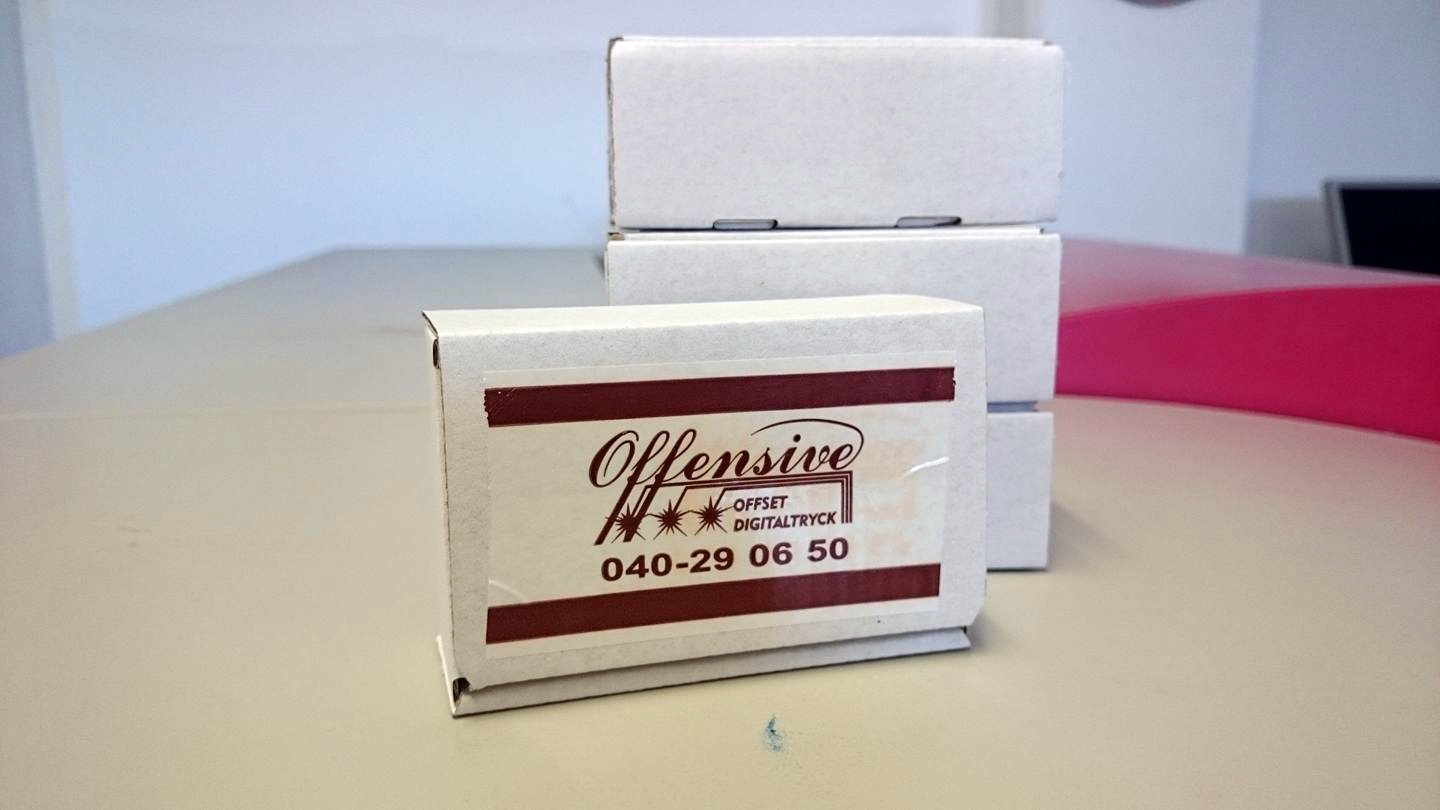 Offensive
OFFSET
DIGITALTRYCK
040-29 06 50